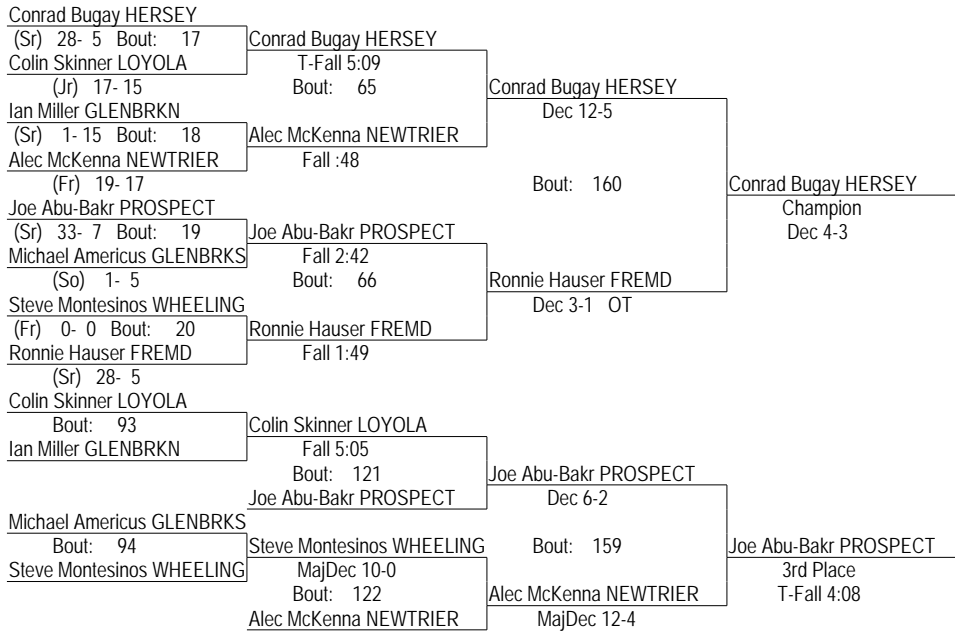 Conrad Bugay HERSEY
(Sr) 28- 5 Bout: 17 Conrad Bugay HERSEY
Colin Skinner LOYOLA T-Fall 5:09
(Jr) 17- 15 Bout: 65 Conrad Bugay HERSEY
Ian Miller GLENBRKN Dec 12-5
(Sr) 1- 15 Bout: 18 Alec McKenna NEWTRIER
Alec McKenna NEWTRIER Fall :48
(Fr) 19- 17 Bout: 160 Conrad Bugay HERSEY
Joe Abu-Bakr PROSPECT Champion
(Sr) 33- 7 Bout: 19 Joe Abu-Bakr PROSPECT Dec 4-3
Michael Americus GLENBRKS Fall 2:42
(So) 1- 5 Bout: 66 Ronnie Hauser FREMD
Steve Montesinos WHEELING Dec 3-1 OT
(Fr) 0- 0 Bout: 20 Ronnie Hauser FREMD
Ronnie Hauser FREMD Fall 1:49
(Sr) 28- 5
Colin Skinner LOYOLA
Bout: 93 Colin Skinner LOYOLA
Ian Miller GLENBRKN Fall 5:05
Bout: 121 Joe Abu-Bakr PROSPECT
Joe Abu-Bakr PROSPECT Dec 6-2
Michael Americus GLENBRKS
Bout: 94 Steve Montesinos WHEELING Bout: 159 Joe Abu-Bakr PROSPECT
Steve Montesinos WHEELING MajDec 10-0 3rd Place
Bout: 122 Alec McKenna NEWTRIER T-Fall 4:08
Alec McKenna NEWTRIER MajDec 12-4